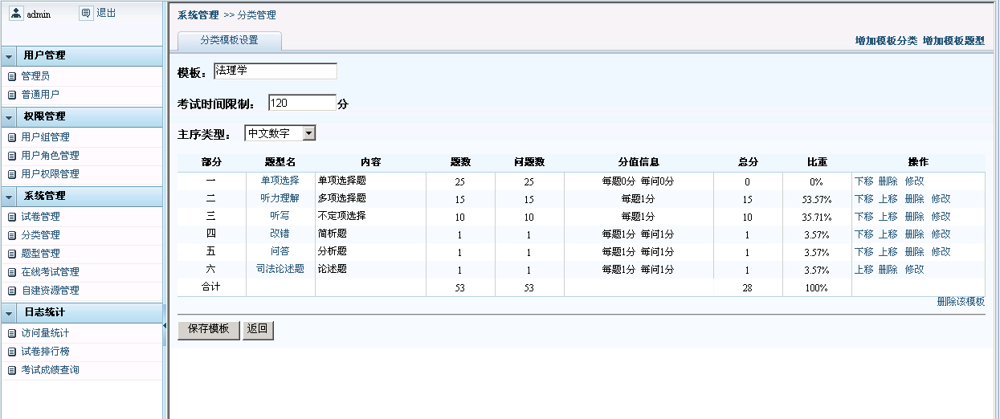 admin 退出
用户管理
管理员
普通用户
权限管理
用户组管理
用户角色管理
用户权限管理
系统管理
试卷管理
分类管理
题型管理
在线考试管理
自建资源管理
日志统计
访问量统计
试卷排行榜
考试成绩查询
系统管理 >> 分类管理
分类模板设置
增加模板分类 增加模板题型
模板： 法理学
考试时间限制： 120 分
主序类型： 中文数字
部分 题型名 内容 题数 问题数 分值信息 总分 比重 操作
一 单项选择 单项选择题 25 25 每题0分 每问0分 0 0% 下移 删除 修改
二 听力理解 多项选择题 15 15 每题1分 15 53.57% 下移 上移 删除 修改
三 听写 不定项选择 10 10 每题1分 10 35.71% 下移 上移 删除 修改
四 改错 简析题 1 1 每题1分 每问1分 1 3.57% 下移 上移 删除 修改
五 问答 分析题 1 1 每题1分 每问1分 1 3.57% 下移 上移 删除 修改
六 司法论述题 论述题 1 1 每题1分 每问1分 1 3.57% 上移 删除 修改
合计 53 53 28 100%
删除该模板
保存模板 返回